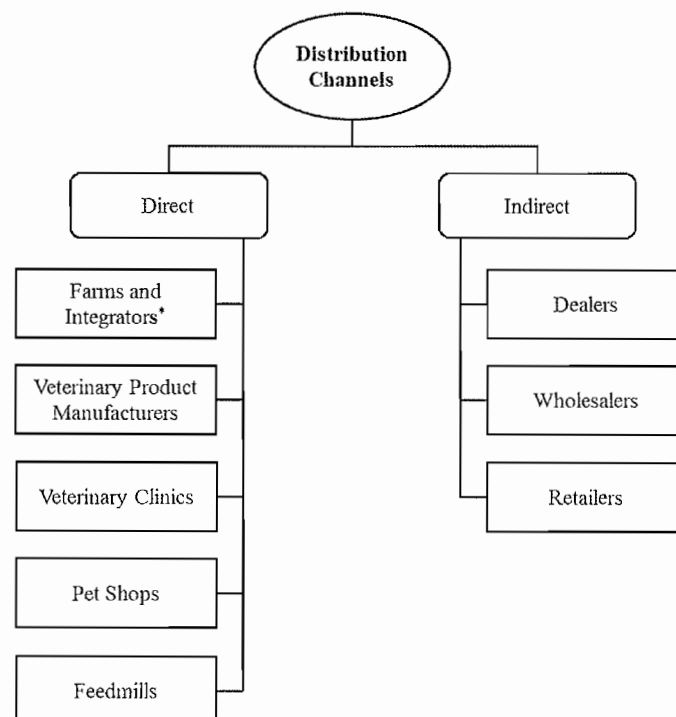 Distribution
Channels
Direct
Indirect
Farms and
Integrators*
Veterinary Product
Manufacturers
Veterinary Clinics
Pet Shops
Feedmills
Dealers
Wholesalers
Retailers